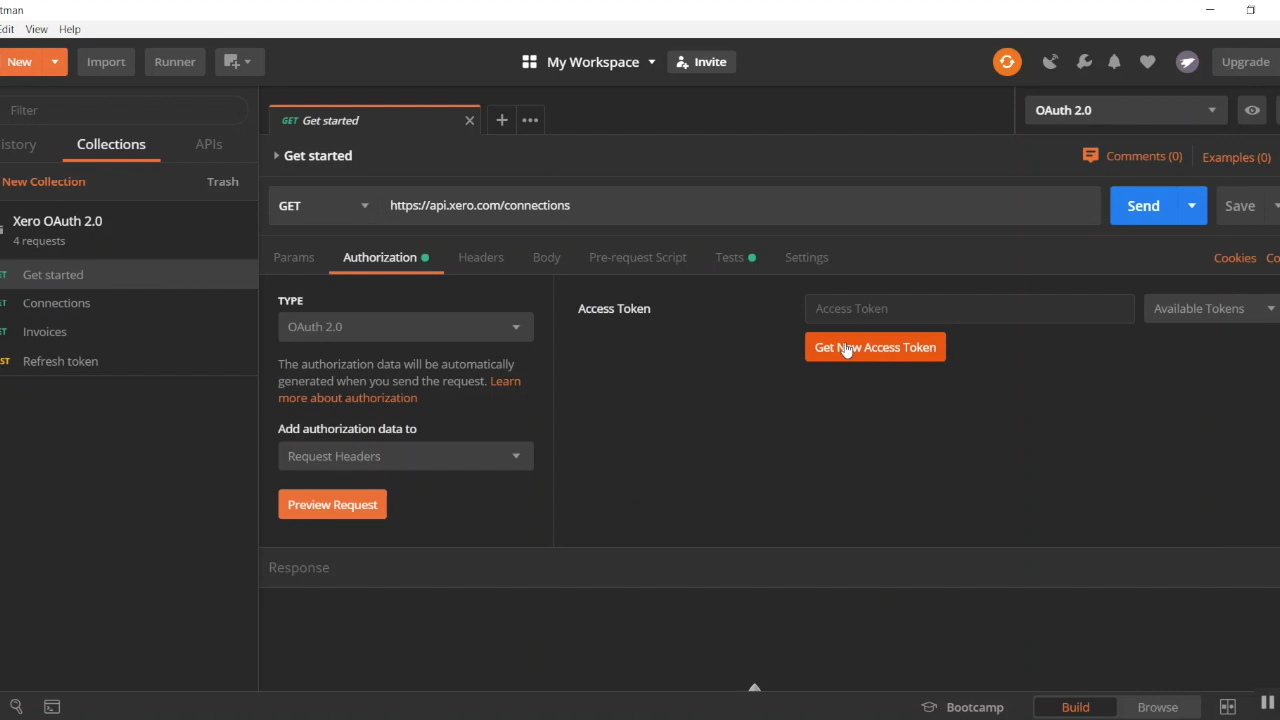 tman
Edit View Help
New Import Runner My Workspace Invite Upgrade
Filter
GET Get started
OAuth 2.0
istory Collections APIs
Get started
Comments (0) Examples (0)
New Collection Trash
GET https://api.xero.com/connections Send Save
Xero OAuth 2.0
4 requests
Params Authorization Headers Body Pre-request Script Tests Settings Cookies Co
ET Get started
ET Connections
ET Invoices
ST Refresh token
TYPE
OAuth 2.0
The authorization data will be automatically
generated when you send the request. Learn
more about authorization
Add authorization data to
Request Headers
Preview Request
Access Token Access Token Available Tokens
Get New Access Token
Response
Bootcamp Build Browse